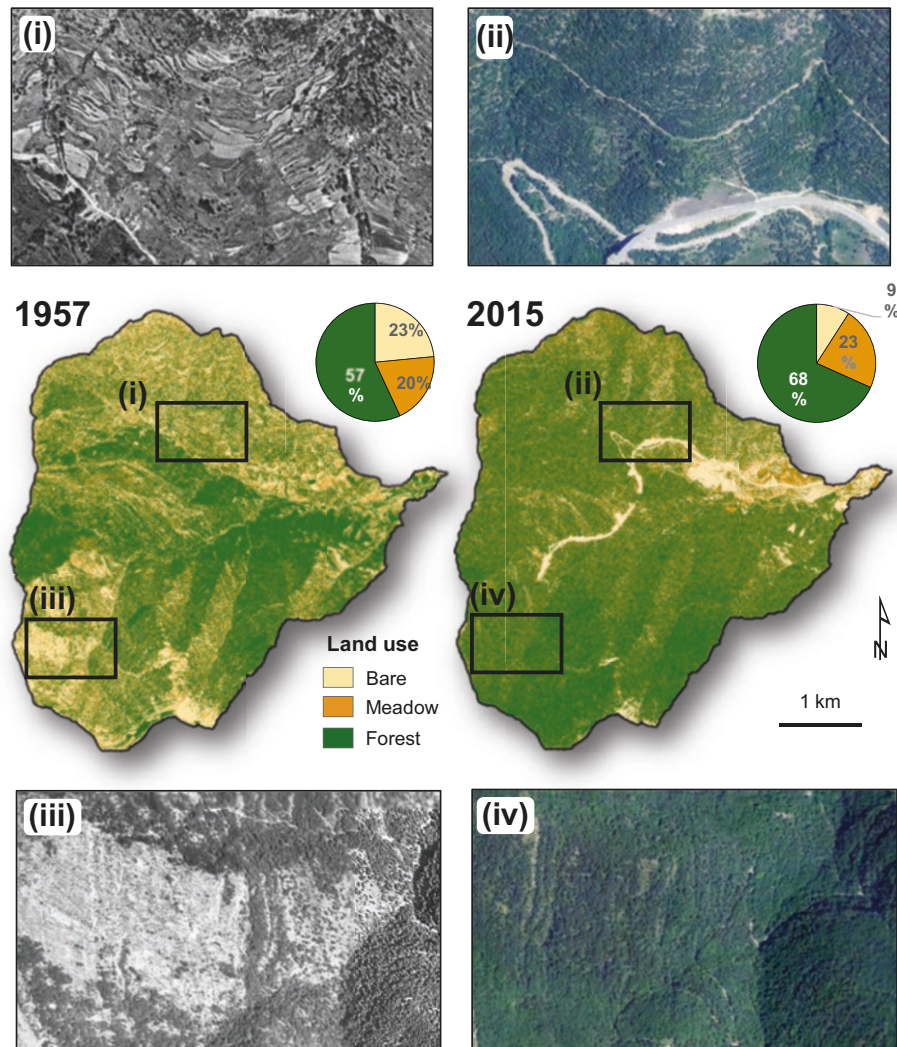 (i)
(ii)
1957
23%
57
%
20%
(i)
(iii)
2015
9
%
23
%
68
%
(ii)
(iv)
Land use
Bare
Meadow
Forest
N
1 km
(iii)
(iv)